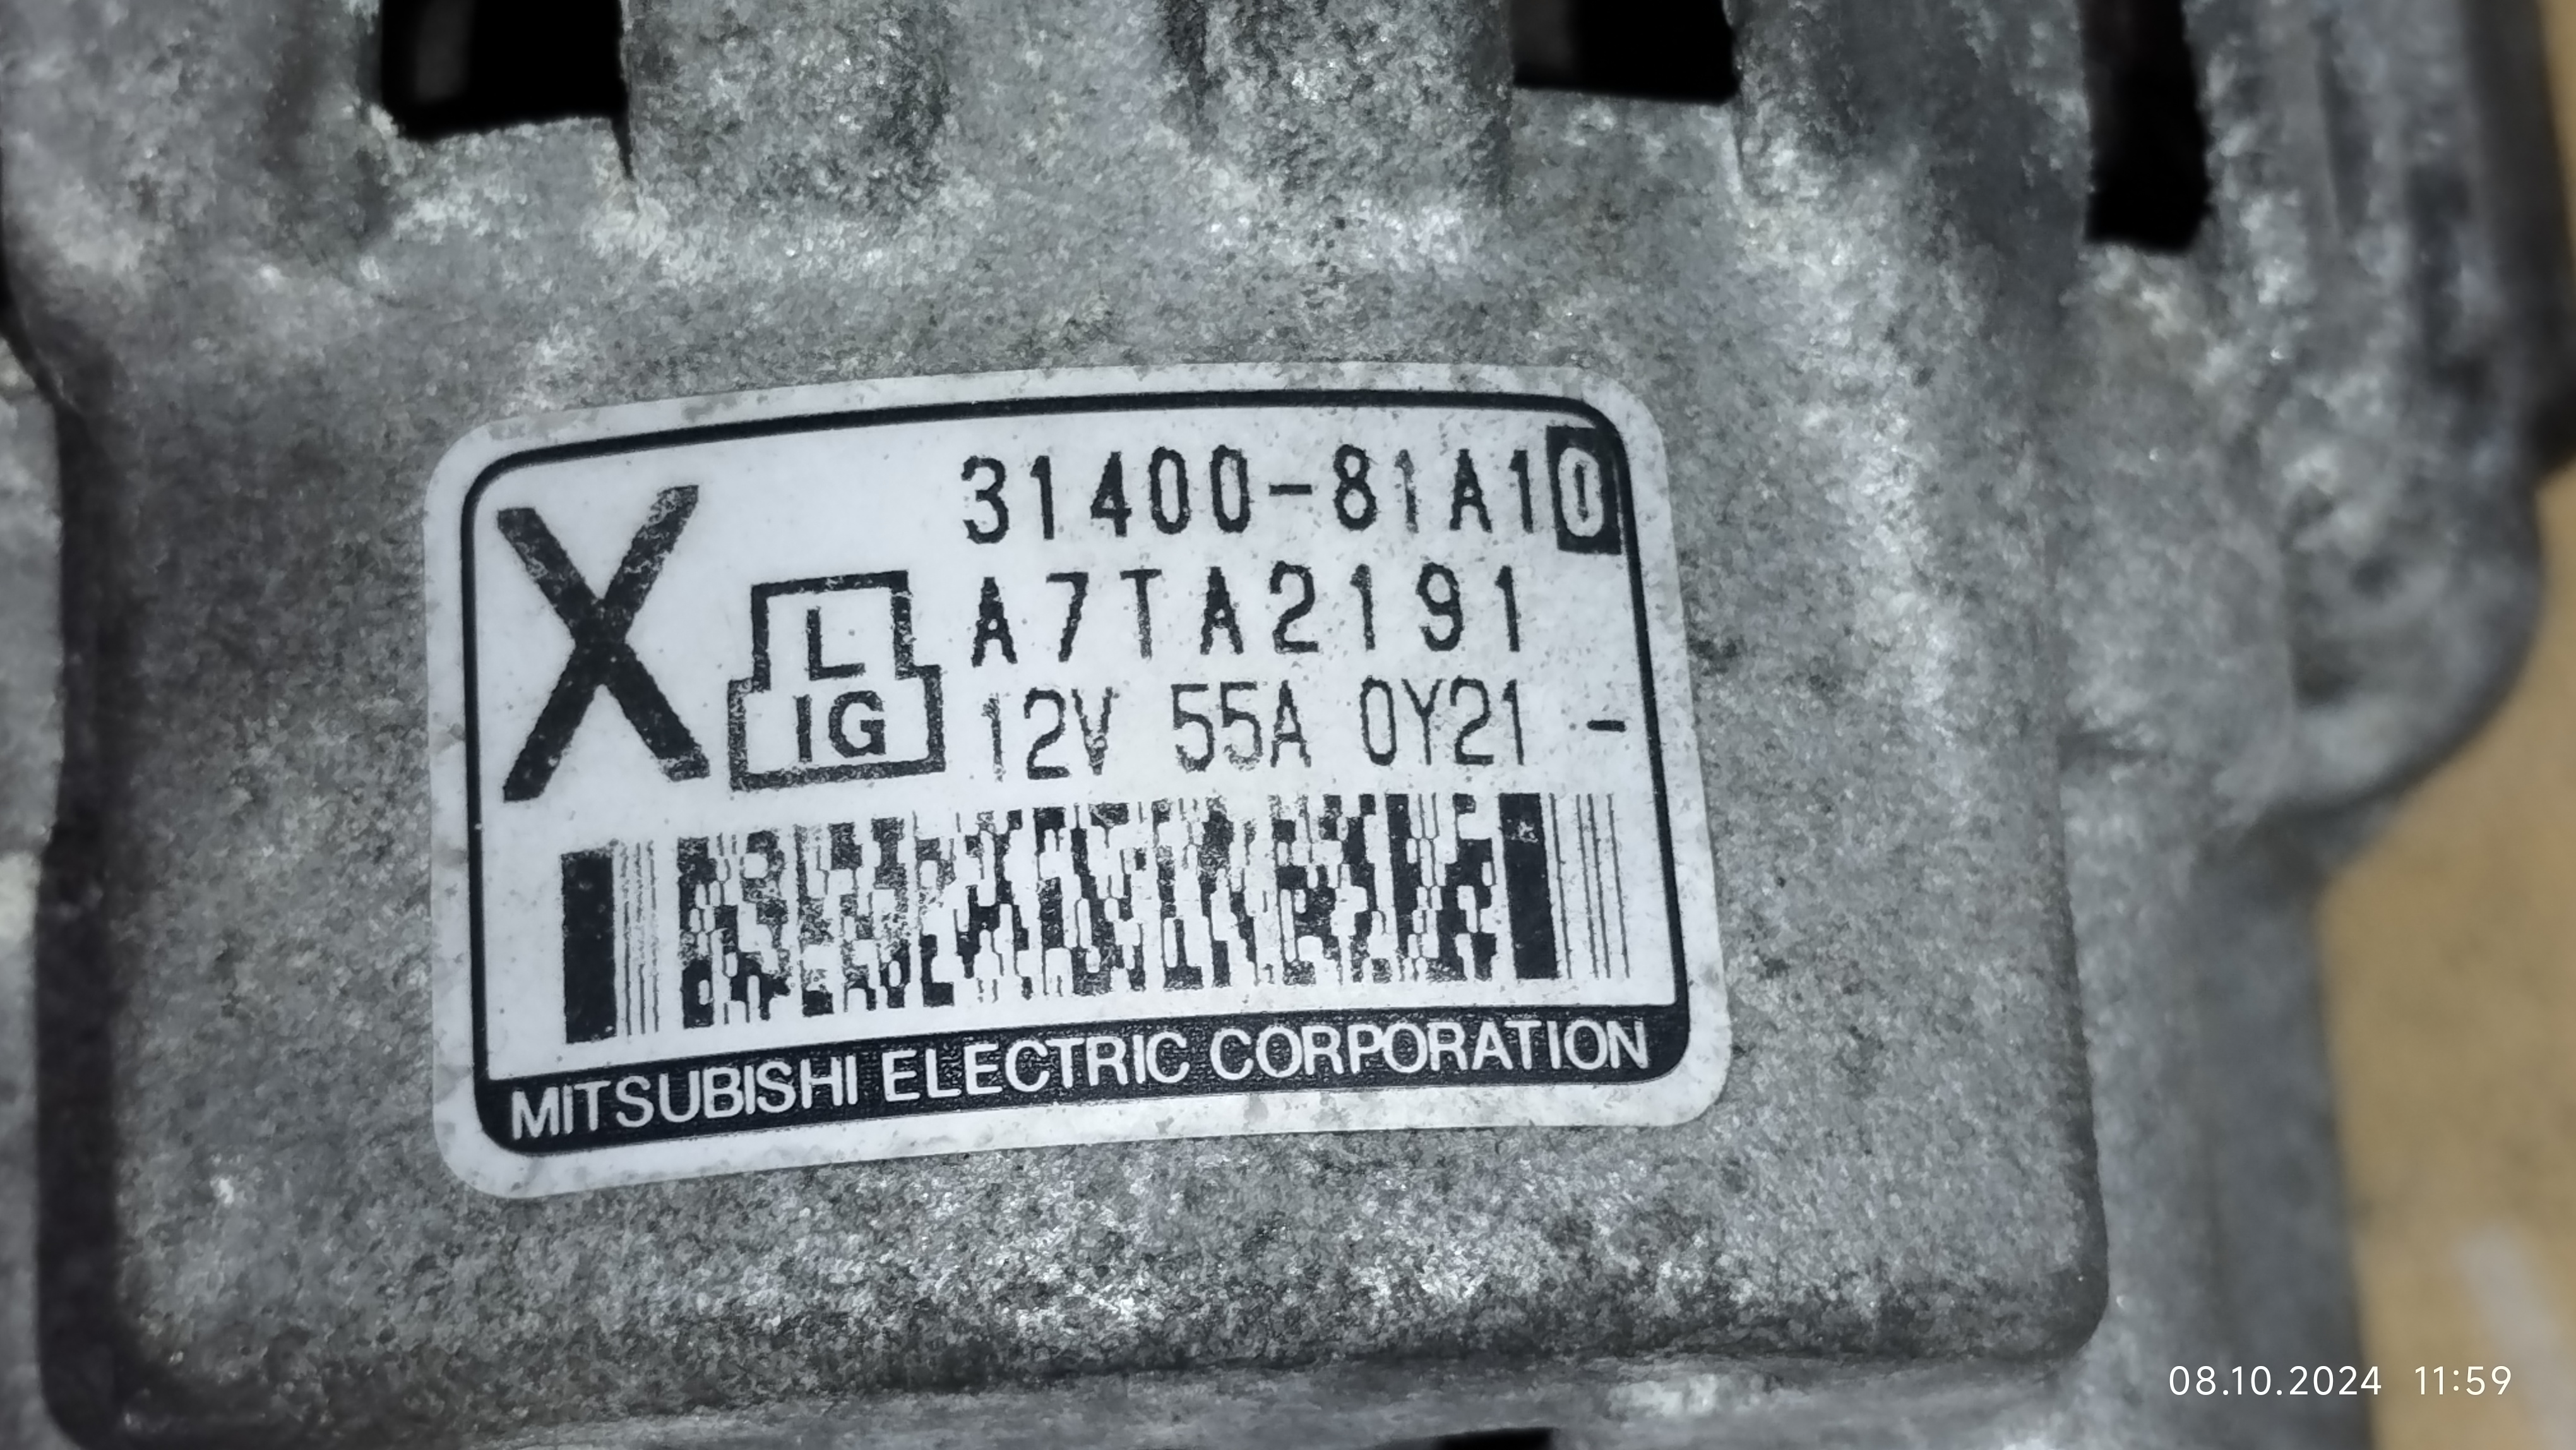 X
31400-81A10
L
IG
A7TA2191
12V 55A 0Y21 -
MITSUBISHI ELECTRIC CORPORATION
08.10.2024 11:59